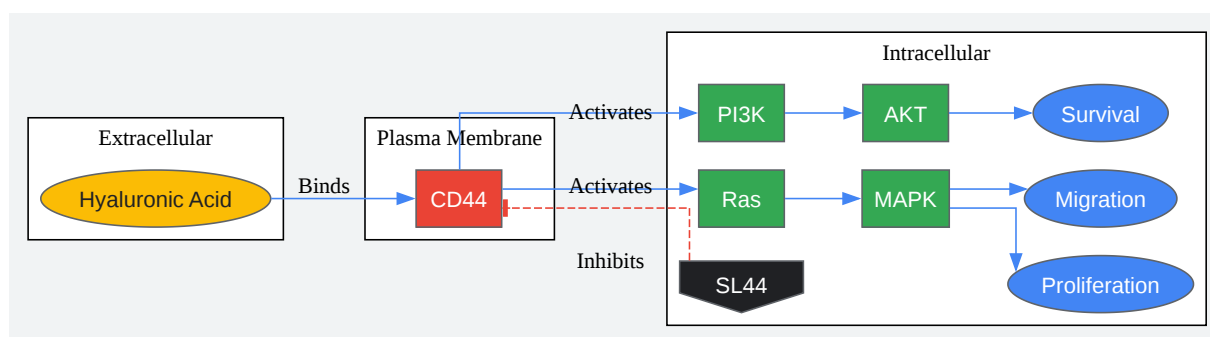 Intracellular
Activates
PI3K
AKT
Survival
Extracellular
Plasma Membrane
Hyaluronic Acid
Binds
CD44
Activates
Ras
MAPK
Migration
Inhibits
SL44
Proliferation